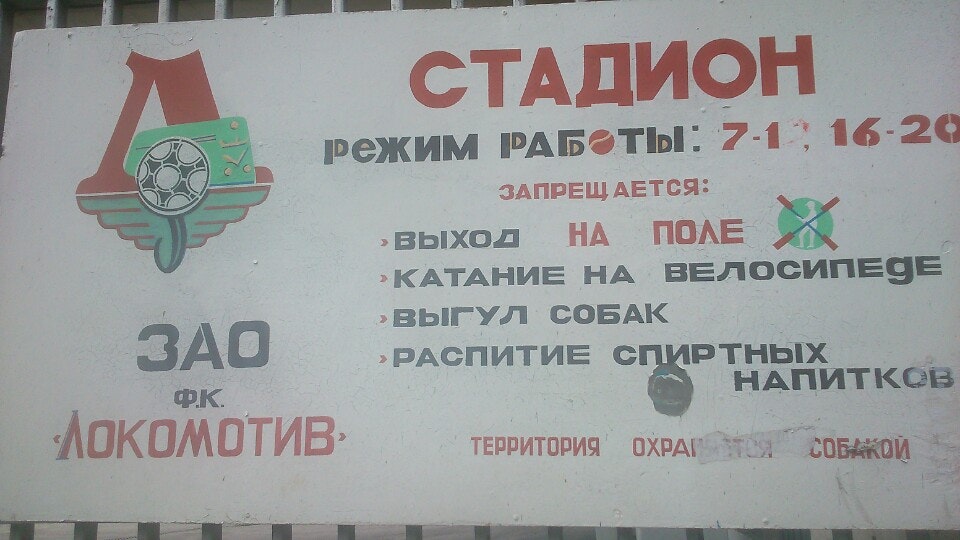 СТАДИОН
РЕЖИМ РАБОТЫ: 16-20
ЗАПРЕЩАЕТСЯ:
ВЫХОД НА ПОЛЕ
КАТАНИЕ НА ВЕЛОСИПЕДЕ
ВЫГУЛ СОБАК
РАСПИТИЕ СПИРТНЫХ
НАПИТКОВ
ТЕРРИТОРИЯ СОБАКОЙ
ЗАО
Ф.К.
«ЛОКОМОТИВ»